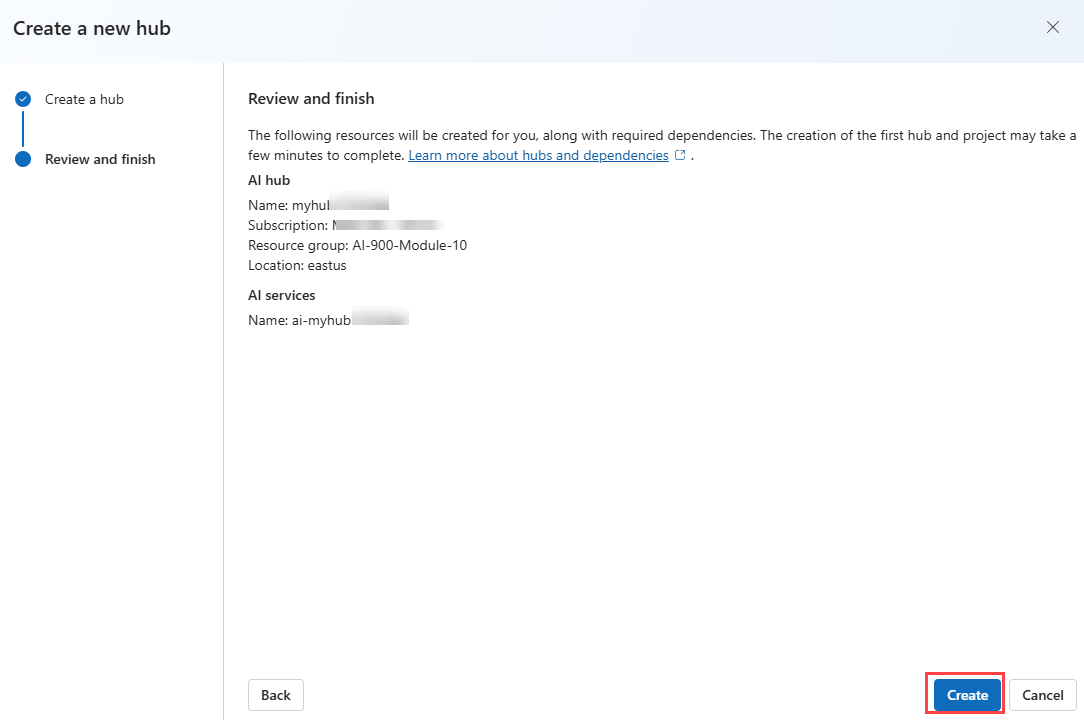 Create a new hub
Create a hub
Review and finish
Review and finish
The following resources will be created for you, along with required dependencies. The creation of the first hub and project may take a
few minutes to complete. Learn more about hubs and dependencies .
AI hub
Name: myhub
Subscription:
Resource group: AI-900-Module-10
Location: eastus
AI services
Name: ai-myhub
Back
Create
Cancel